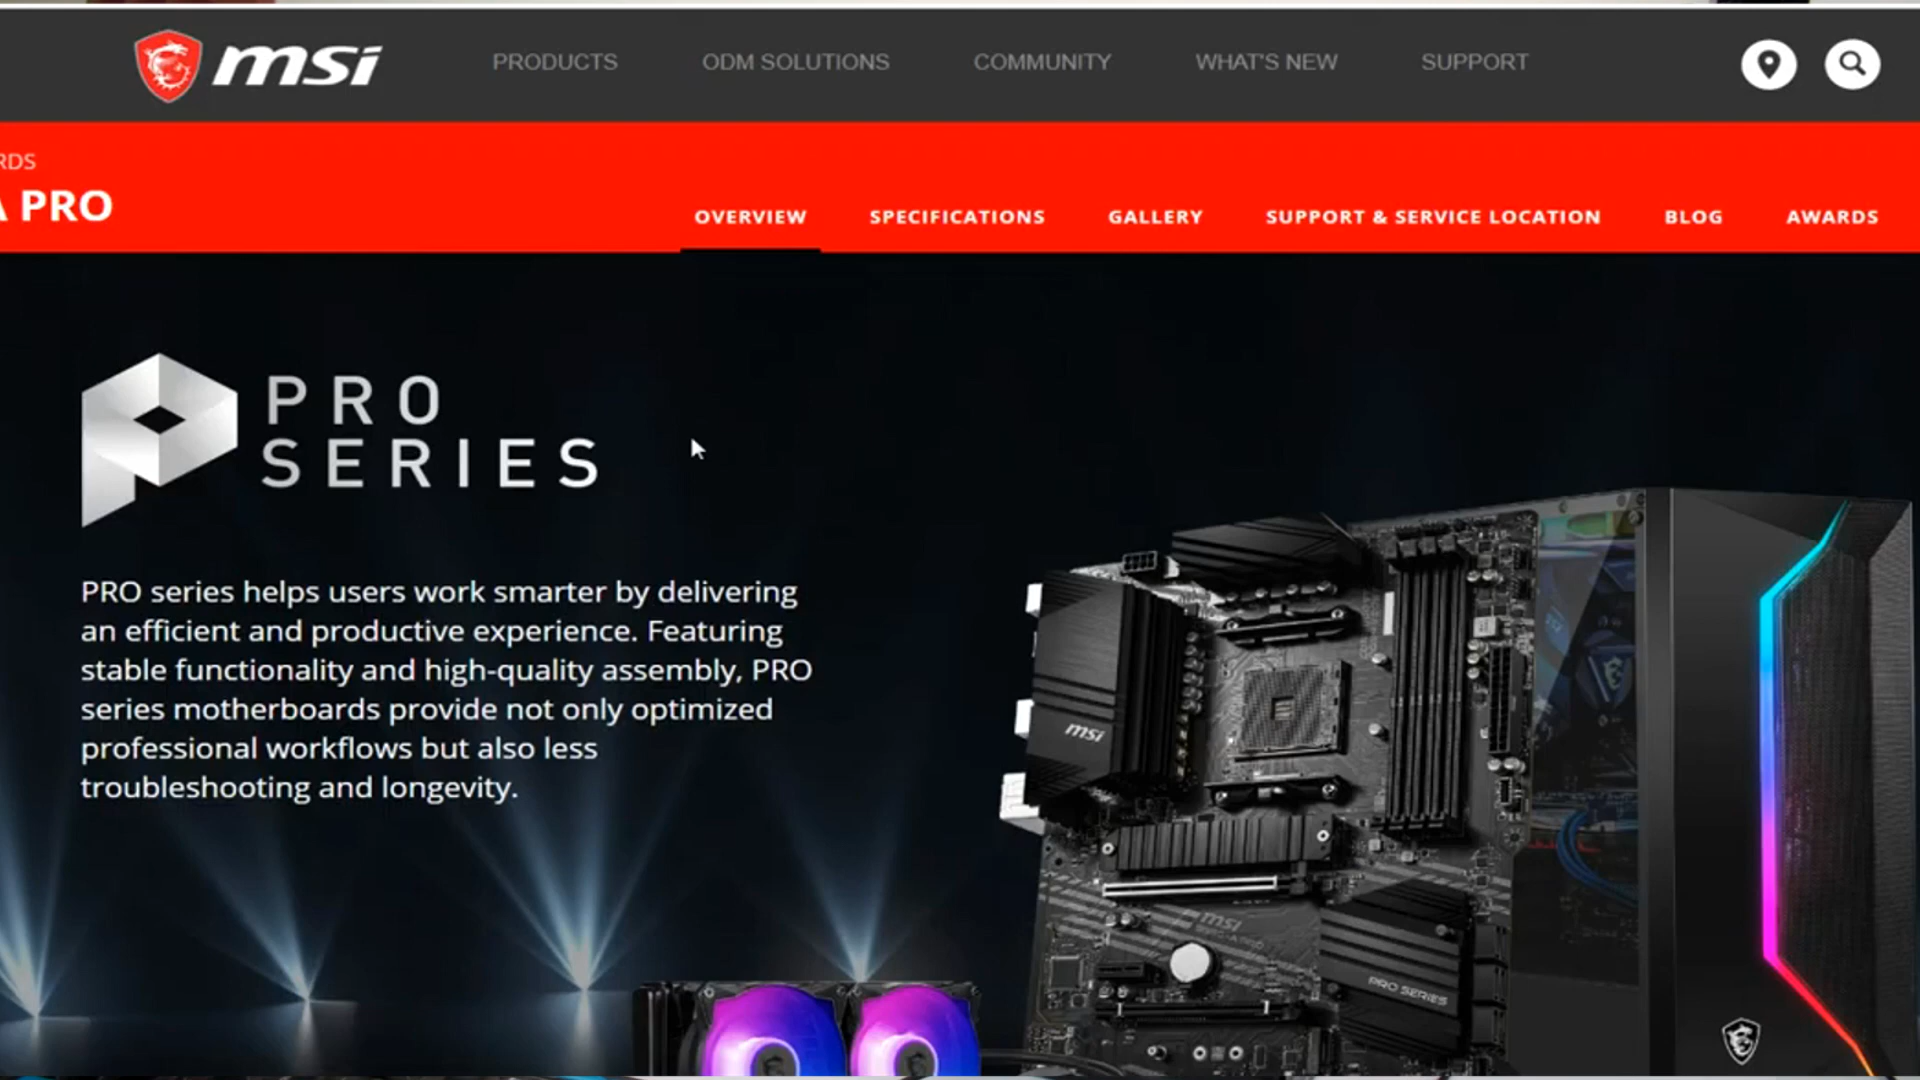 msi
PRODUCTS
ODM SOLUTIONS
COMMUNITY
WHAT'S NEW
SUPPORT
RDS
A PRO
OVERVIEW
SPECIFICATIONS
GALLERY
SUPPORT & SERVICE LOCATION
BLOG
AWARDS
PRO
SERIES
PRO series helps users work smarter by delivering
an efficient and productive experience. Featuring
stable functionality and high-quality assembly, PRO
series motherboards provide not only optimized
professional workflows but also less
troubleshooting and longevity.
msi
msi
PRO SERIES